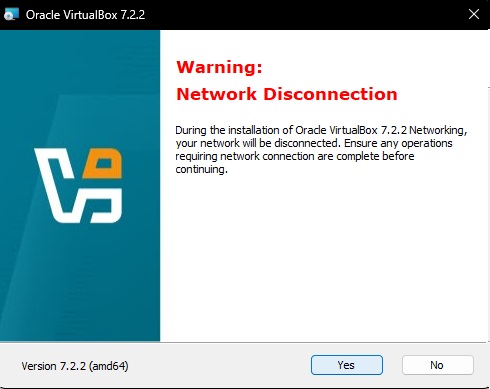 Oracle VirtualBox 7.2.2
Warning:
Network Disconnection
During the installation of Oracle VirtualBox 7.2.2 Networking,
your network will be disconnected. Ensure any operations
requiring network connection are complete before
continuing.
Version 7.2.2 (amd64)
Yes
No